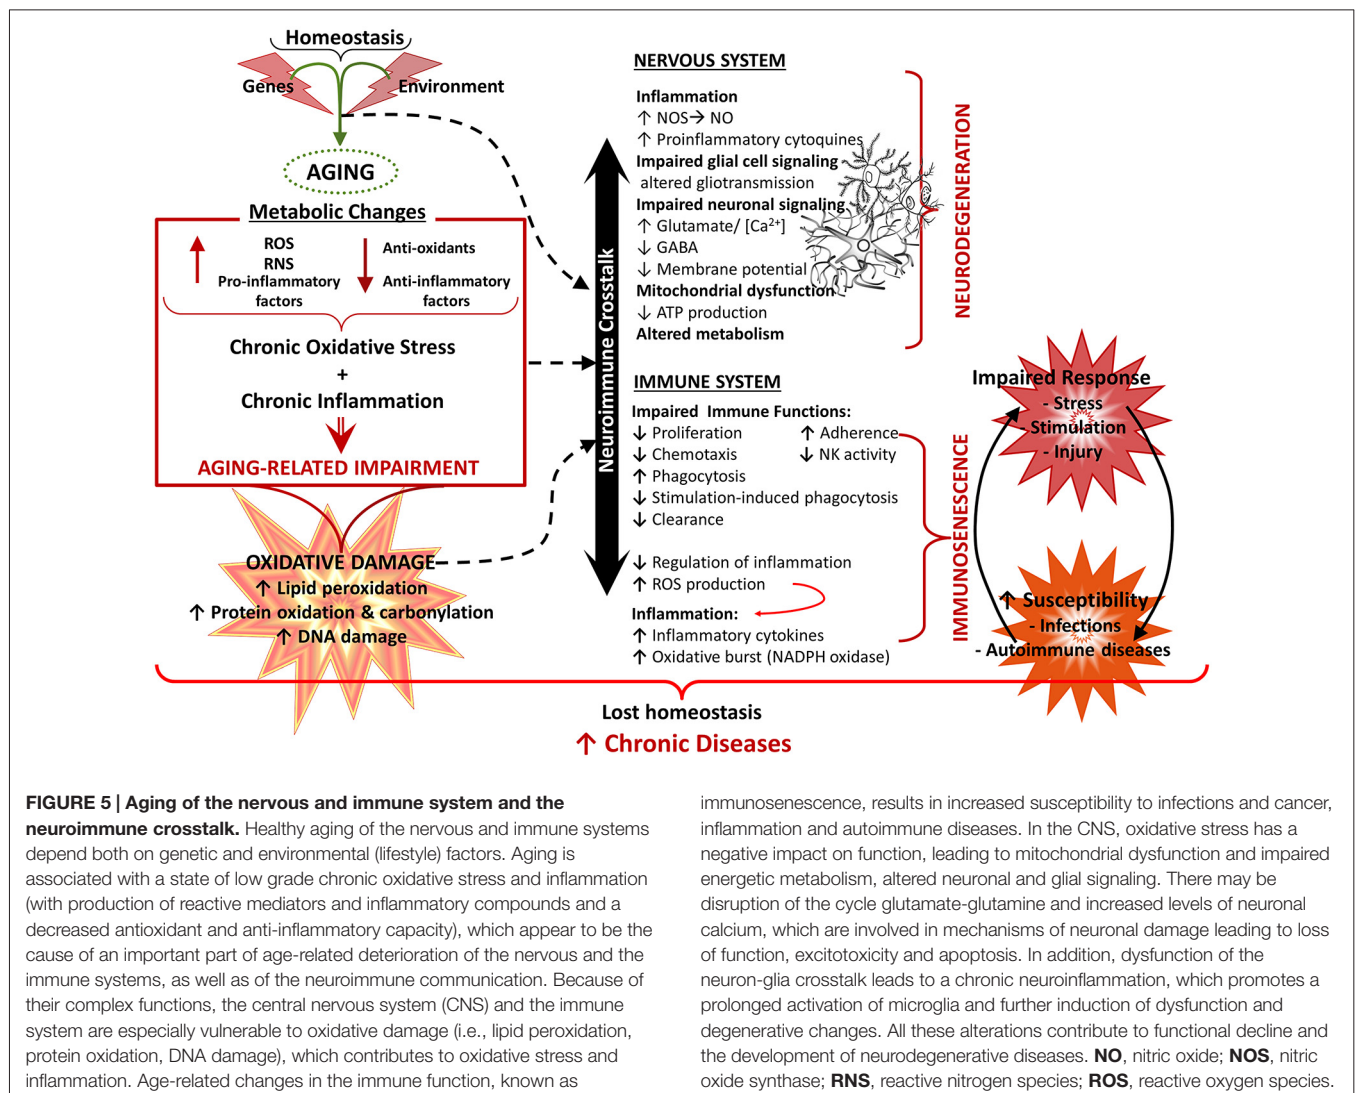 Homeostasis
Genes
Environment
AGING
Metabolic Changes
ROS
RNS
Pro-inflammatory
factors
Anti-oxidants
Anti-inflammatory
factors
Chronic Oxidative Stress
+
Chronic Inflammation
AGING-RELATED IMPAIRMENT
OXIDATIVE DAMAGE
↑ Lipid peroxidation
↑ Protein oxidation & carbonylation
↑ DNA damage
Neuroimmune Crosstalk
NERVOUS SYSTEM
Inflammation
↑ NOS→ NO
↑ Proinflammatory cytoquines
Impaired glial cell signaling
altered gliotransmission
Impaired neuronal signaling
↑ Glutamate/ [Ca²⁺]
↓ GABA
↓ Membrane potential
Mitochondrial dysfunction
↓ ATP production
Altered metabolism
NEURODEGENERATION
IMMUNE SYSTEM
Impaired Immune Functions:
↓ Proliferation ↑ Adherence
↓ Chemotaxis ↓ NK activity
↑ Phagocytosis
↓ Stimulation-induced phagocytosis
↓ Clearance
↓ Regulation of inflammation
↑ ROS production
Inflammation:
↑ Inflammatory cytokines
↑ Oxidative burst (NADPH oxidase)
IMMUNOSENESCENCE
Impaired Response
- Stress
- Stimulation
- Injury
↑ Susceptibility
- Infections
- Autoimmune diseases
Lost homeostasis
↑ Chronic Diseases
FIGURE 5 | Aging of the nervous and immune system and the
neuroimmune crosstalk. Healthy aging of the nervous and immune systems
depend both on genetic and environmental (lifestyle) factors. Aging is
associated with a state of low grade chronic oxidative stress and inflammation
(with production of reactive mediators and inflammatory compounds and a
decreased antioxidant and anti-inflammatory capacity), which appear to be the
cause of an important part of age-related deterioration of the nervous and the
immune systems, as well as of the neuroimmune communication. Because of
their complex functions, the central nervous system (CNS) and the immune
system are especially vulnerable to oxidative damage (i.e., lipid peroxidation,
protein oxidation, DNA damage), which contributes to oxidative stress and
inflammation. Age-related changes in the immune function, known as
immunosenescence, results in increased susceptibility to infections and cancer,
inflammation and autoimmune diseases. In the CNS, oxidative stress has a
negative impact on function, leading to mitochondrial dysfunction and impaired
energetic metabolism, altered neuronal and glial signaling. There may be
disruption of the cycle glutamate-glutamine and increased levels of neuronal
calcium, which are involved in mechanisms of neuronal damage leading to loss
of function, excitotoxicity and apoptosis. In addition, dysfunction of the
neuron-glia crosstalk leads to a chronic neuroinflammation, which promotes a
prolonged activation of microglia and further induction of dysfunction and
degenerative changes. All these alterations contribute to functional decline and
the development of neurodegenerative diseases. NO, nitric oxide; NOS, nitric
oxide synthase; RNS, reactive nitrogen species; ROS, reactive oxygen species.